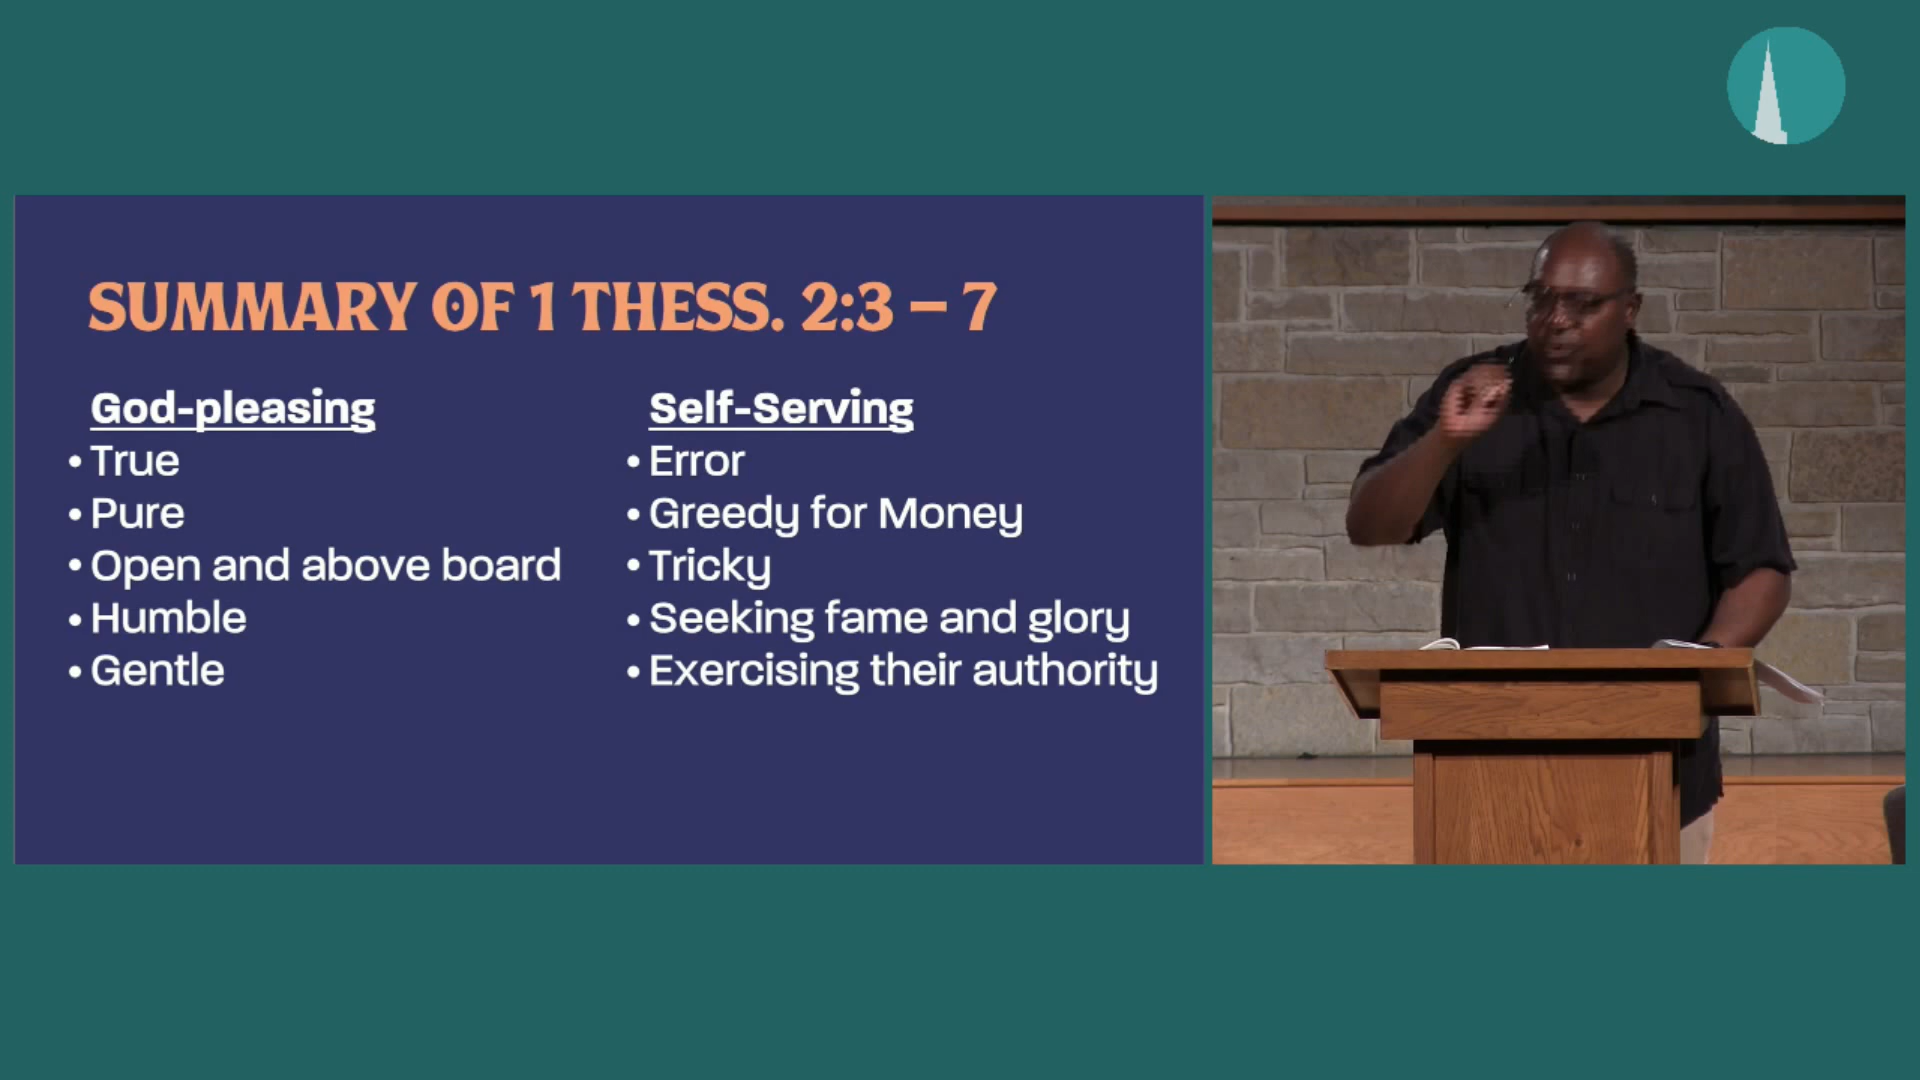 SUMMARY OF 1 THESS. 2:3 – 7
God-pleasing
• True
• Pure
• Open and above board
• Humble
• Gentle
Self-Serving
• Error
• Greedy for Money
• Tricky
• Seeking fame and glory
• Exercising their authority